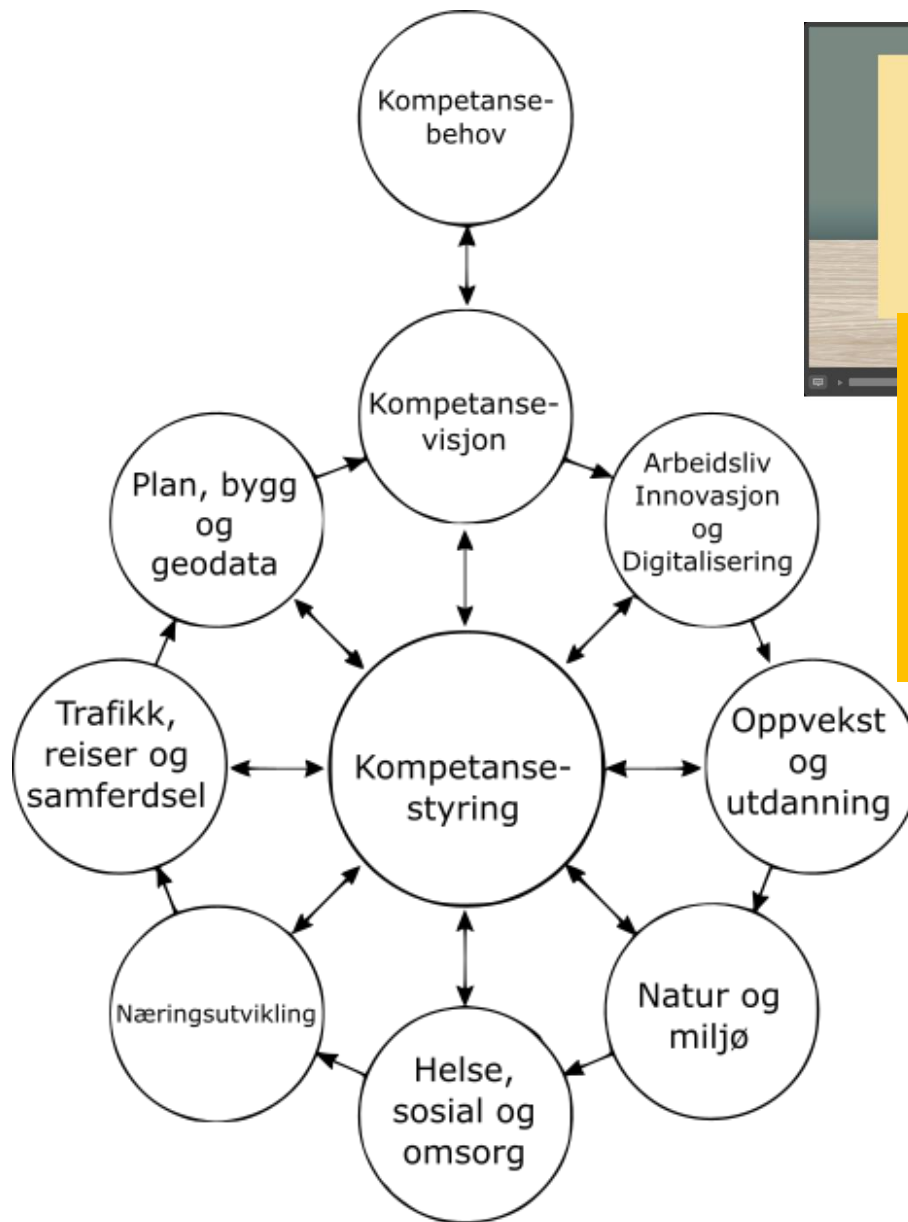 Kompetanse-
behov
Kompetanse-
visjon
Arbeidsliv
Innovasjon
og
Digitalisering
Oppvekst
og
utdanning
Natur og
miljø
Helse,
sosial og
omsorg
Næringsutvikling
Trafikk,
reiser og
samferdsel
Plan, bygg
og
geodata
Kompetanse-
styring